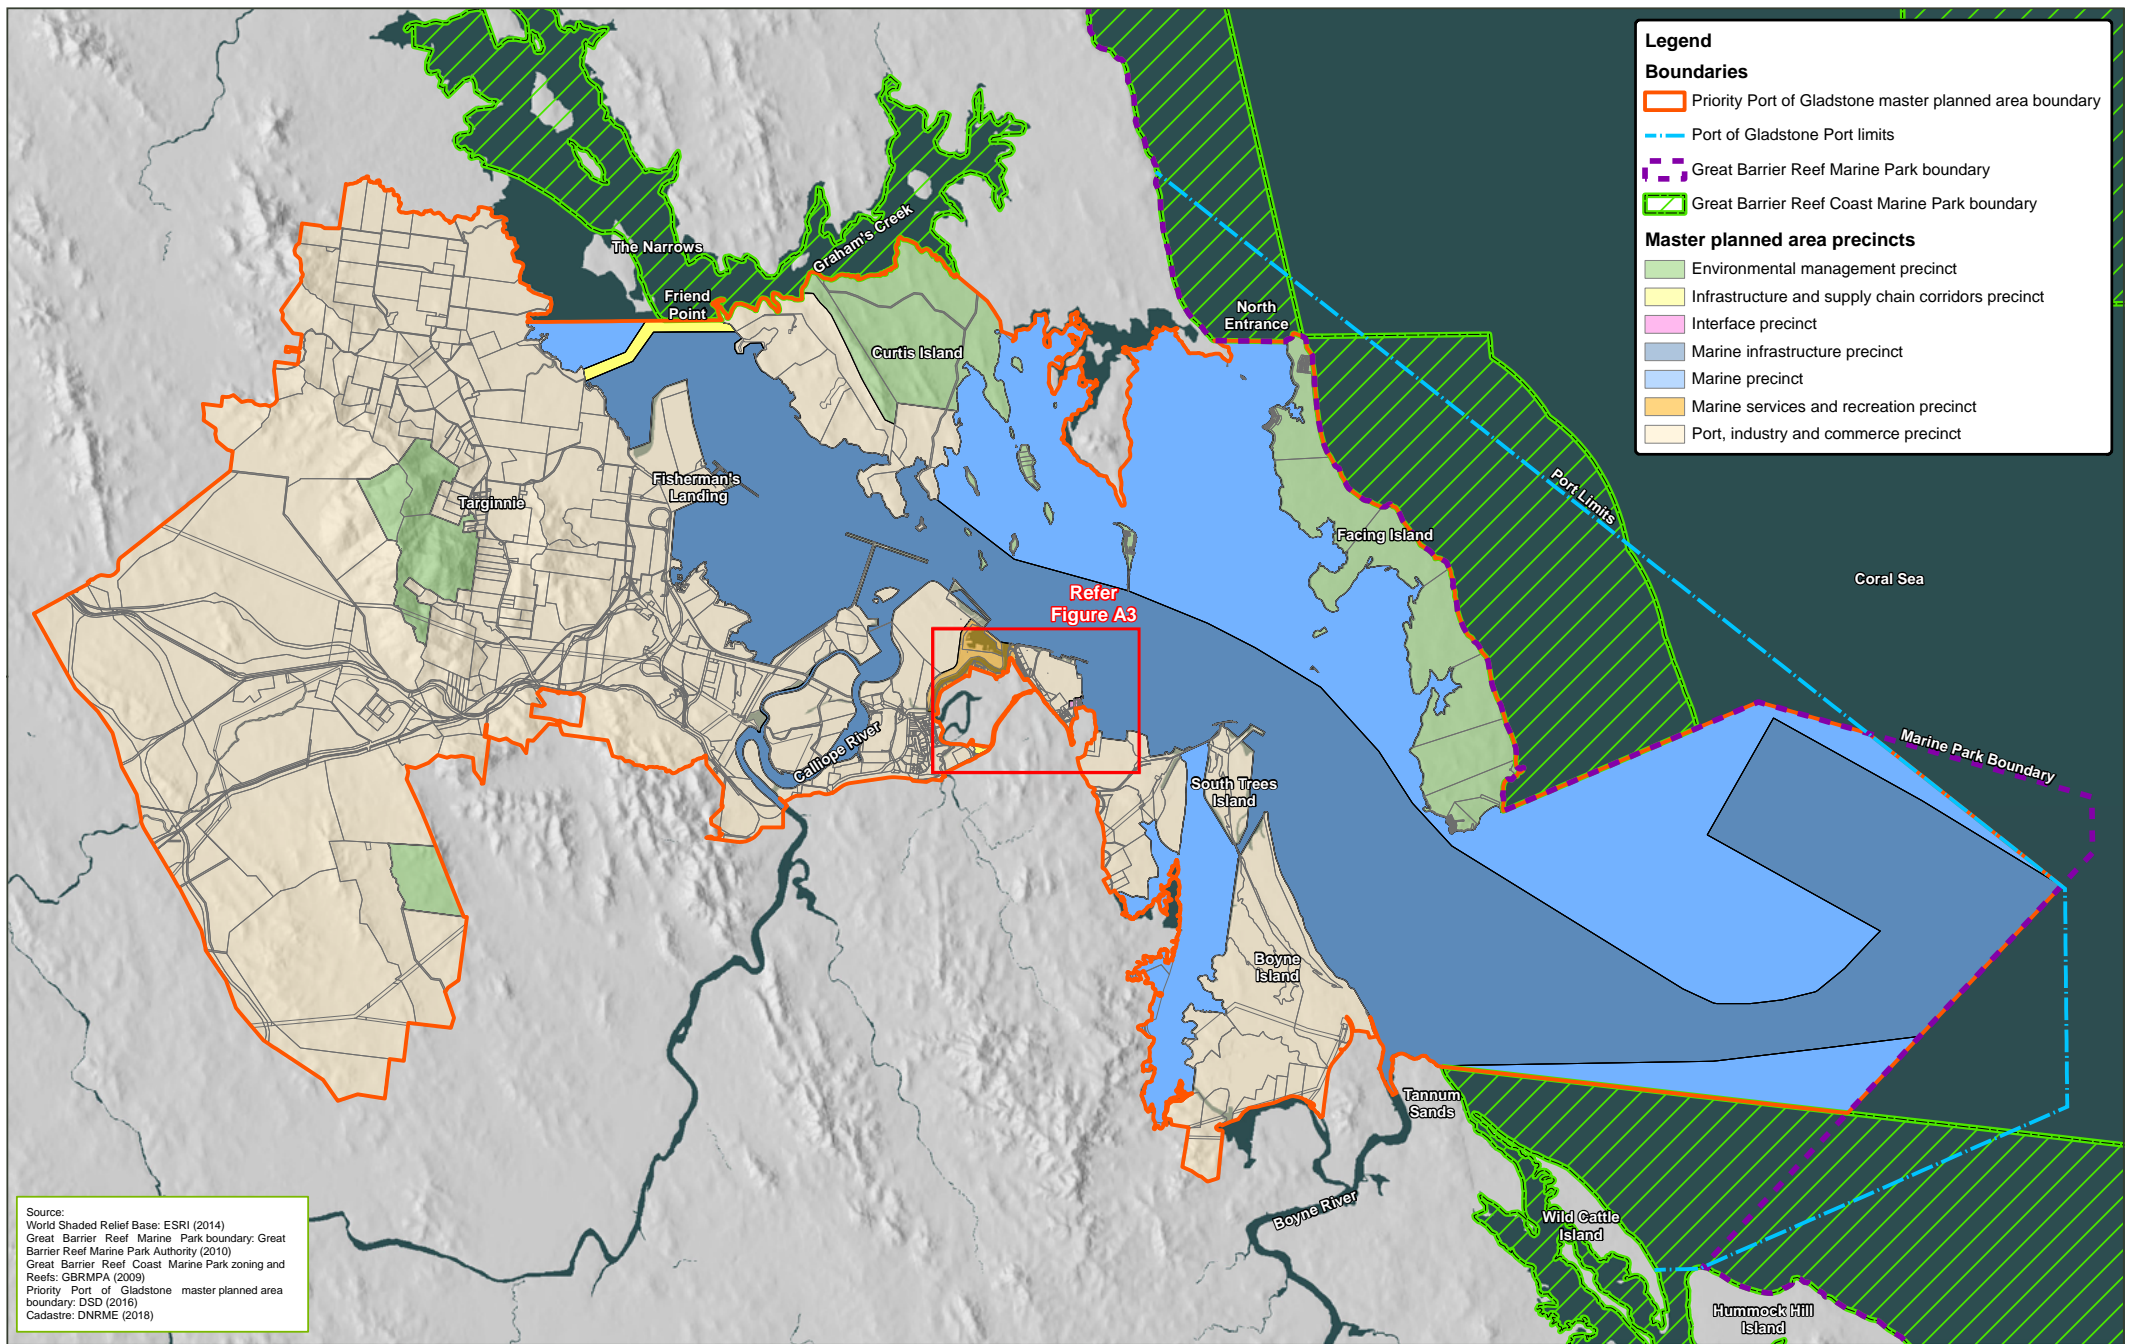 Legend
Boundaries
Priority Port of Gladstone master planned area boundary
Port of Gladstone Port limits
Great Barrier Reef Marine Park boundary
Great Barrier Reef Coast Marine Park boundary
Master planned area precincts
Environmental management precinct
Infrastructure and supply chain corridors precinct
Interface precinct
Marine infrastructure precinct
Marine precinct
Marine services and recreation precinct
Port, industry and commerce precinct
The Narrows
Graham's Creek
Friend
Point
North
Entrance
Curtis Island
Fisherman's
Landing
Targinnie
Port Limits
Facing Island
Coral Sea
Refer
Figure A3
Calliope River
South Trees
Island
Marine Park Boundary
Boyne
Island
Tannum
Sands
Boyne River
Wild Cattle
Island
Hummock Hill
Island
Source:
World Shaded Relief Base: ESRI (2014)
Great Barrier Reef Marine Park boundary: Great
Barrier Reef Marine Park Authority (2010)
Great Barrier Reef Coast Marine Park zoning and
Reefs: GBRMPA (2009)
Priority Port of Gladstone master planned area
boundary: DSD (2016)
Cadastre: DNRME (2018)